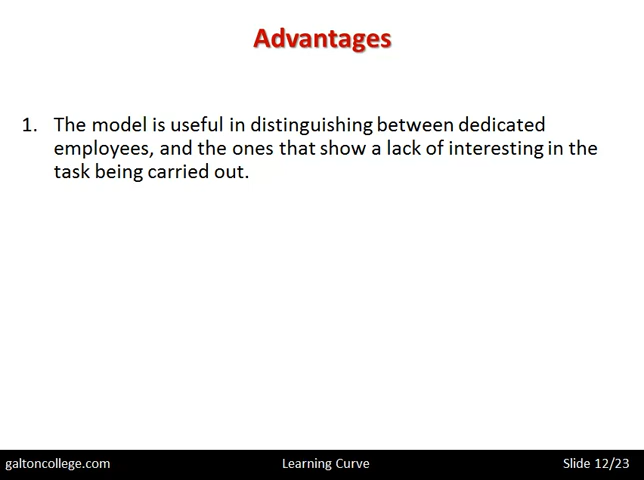 Advantages
1. The model is useful in distinguishing between dedicated
employees, and the ones that show a lack of interesting in the
task being carried out.
galtoncollege.com Learning Curve Slide 12/23